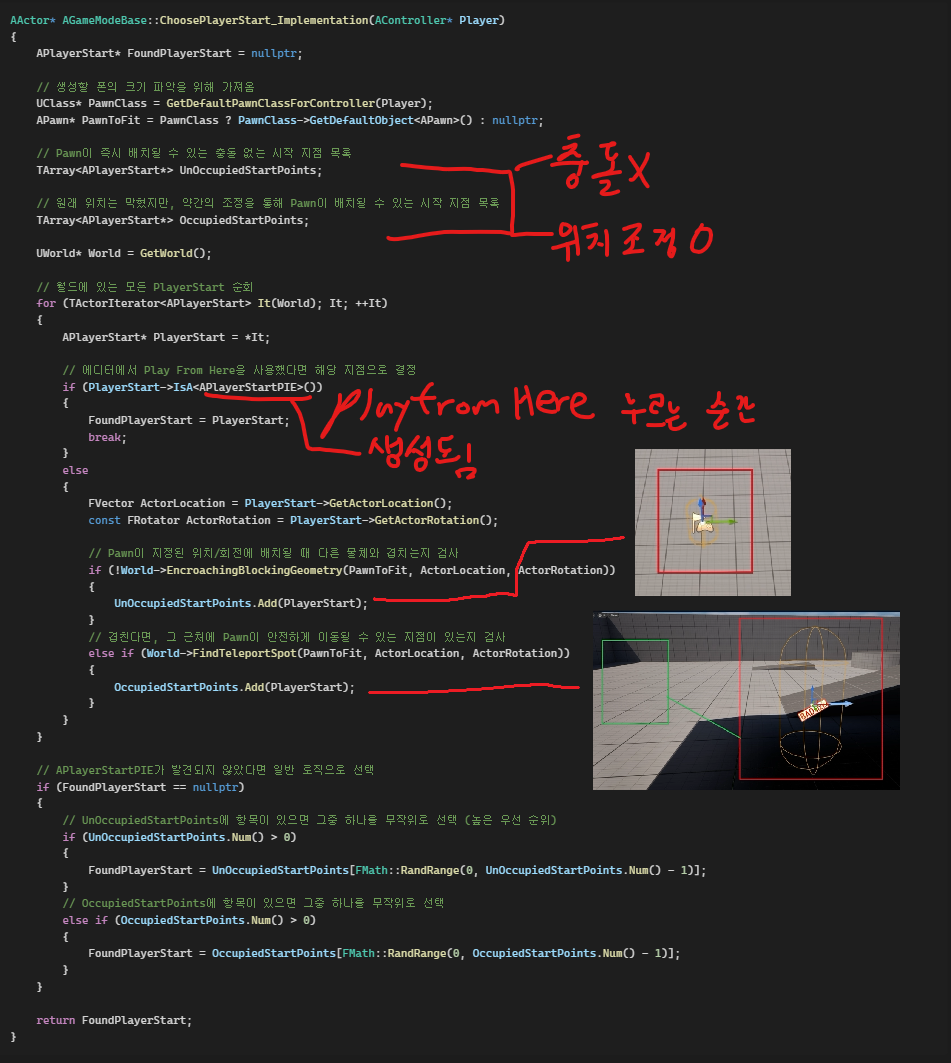 AActor* AGameModeBase::ChoosePlayerStart_Implementation(AController* Player)
{
APlayerStart* FoundPlayerStart = nullptr;
// 생성할 폰의 크기 파악을 위해 가져옴
UClass* PawnClass = GetDefaultPawnClassForController(Player);
APawn* PawnToFit = PawnClass ? PawnClass->GetDefaultObject<APawn>() : nullptr;
// Pawn이 즉시 배치될 수 있는 충돌 없는 시작 지점 목록
TArray<APlayerStart*> UnOccupiedStartPoints;
충돌X
// 원래 위치는 막혔지만, 약간의 조정을 통해 Pawn이 배치될 수 있는 시작 지점 목록
TArray<APlayerStart*> OccupiedStartPoints;
위치조정O
UWorld* World = GetWorld();
// 월드에 있는 모든 PlayerStart 순회
for (TActorIterator<APlayerStart> It(World); It; ++It)
{
APlayerStart* PlayerStart = *It;
// 에디터에서 Play From Here을 사용했다면 해당 지점으로 결정
if (PlayerStart->IsA<APlayerStartPIE>())
{
Play from Here 누르는 순간
FoundPlayerStart = PlayerStart;
break;
생성도힘
}
else
{
FVector ActorLocation = PlayerStart->GetActorLocation();
const FRotator ActorRotation = PlayerStart->GetActorRotation();
// Pawn이 지정된 위치/회전에 배치될 때 다른 물체와 겹치는지 검사
if (!World->EncroachingBlockingGeometry(PawnToFit, ActorLocation, ActorRotation))
{
UnOccupiedStartPoints.Add(PlayerStart);
}
// 겹친다면, 그 근처에 Pawn이 안전하게 이동될 수 있는 지점이 있는지 검사
else if (World->FindTeleportSpot(PawnToFit, ActorLocation, ActorRotation))
{
OccupiedStartPoints.Add(PlayerStart);
}
}
}
// APlayerStartPIE가 발견되지 않았다면 일반 로직으로 선택
if (FoundPlayerStart == nullptr)
{
// UnOccupiedStartPoints에 항목이 있으면 그중 하나를 무작위로 선택 (높은 우선 순위)
if (UnOccupiedStartPoints.Num() > 0)
{
FoundPlayerStart = UnOccupiedStartPoints[FMath::RandRange(0, UnOccupiedStartPoints.Num() - 1)];
}
// OccupiedStartPoints에 항목이 있으면 그중 하나를 무작위로 선택
else if (OccupiedStartPoints.Num() > 0)
{
FoundPlayerStart = OccupiedStartPoints[FMath::RandRange(0, OccupiedStartPoints.Num() - 1)];
}
}
return FoundPlayerStart;
}